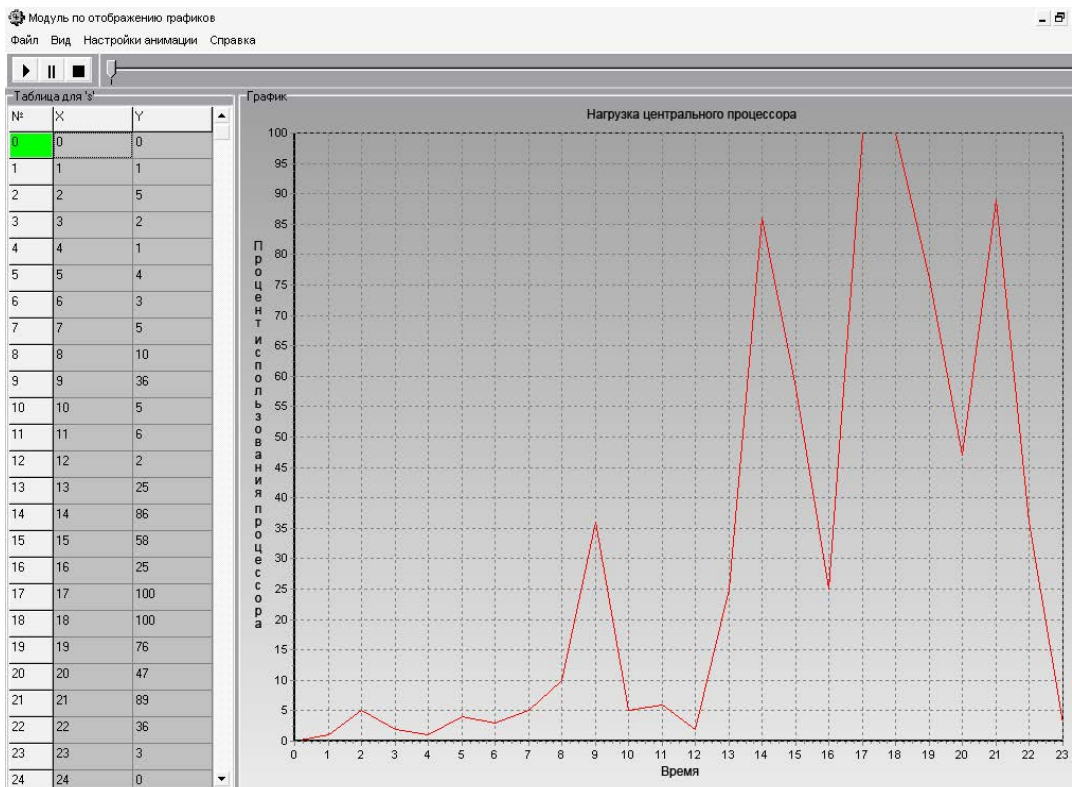 Модуль по отображению графиков
Файл Вид Настройки анимации Справка
Таблица для 's'
№ X Y
0 0 0
1 1 1
2 2 5
3 3 2
4 4 1
5 5 4
6 6 3
7 7 5
8 8 10
9 9 36
10 10 5
11 11 6
12 12 2
13 13 25
14 14 86
15 15 58
16 16 25
17 17 100
18 18 100
19 19 76
20 20 47
21 21 89
22 22 36
23 23 3
24 24 0
График
Нагрузка центрального процессора
Процент использования процессора
100
95
90
85
80
75
70
65
60
55
50
45
40
35
30
25
20
15
10
5
0
0 1 2 3 4 5 6 7 8 9 10 11 12 13 14 15 16 17 18 19 20 21 22 23
Время